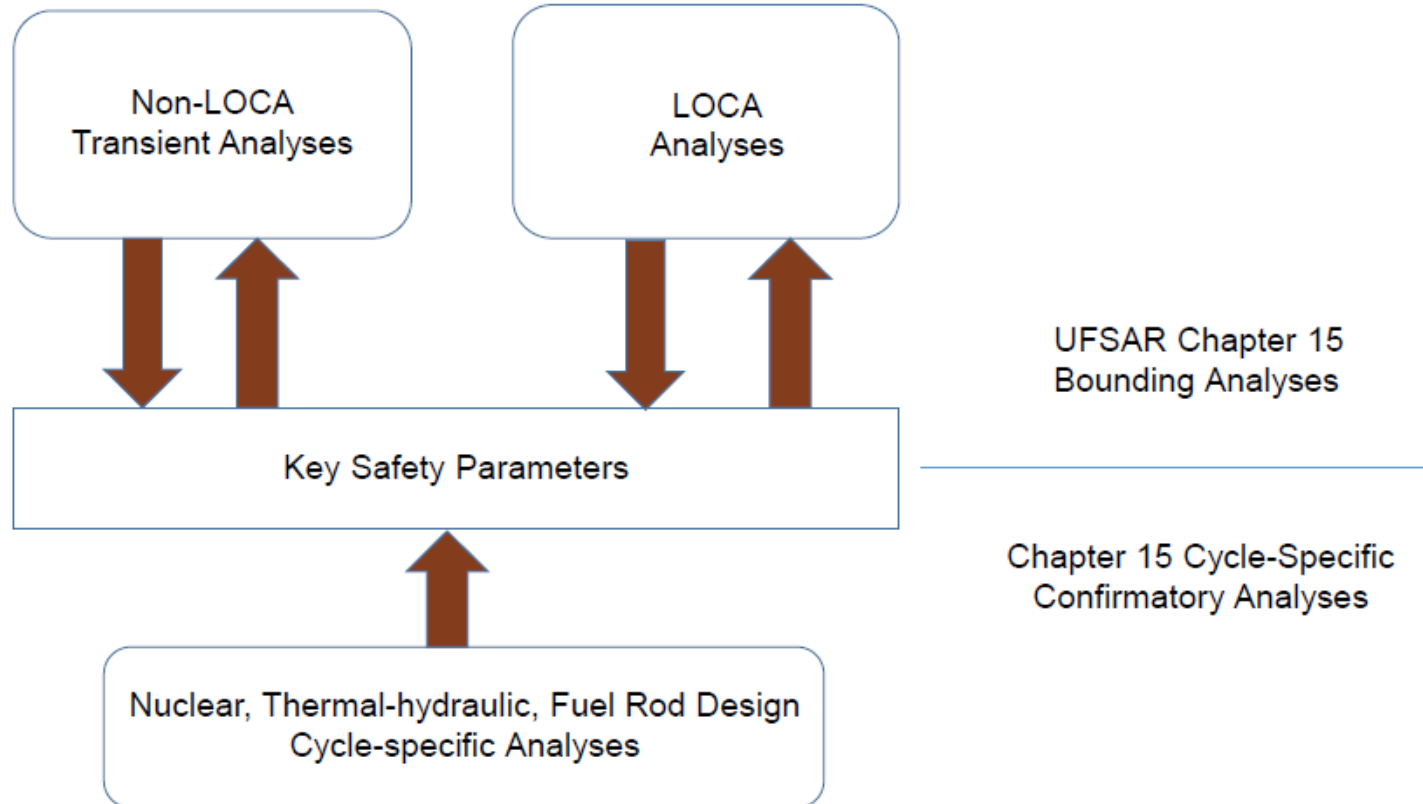 Non-LOCA
Transient Analyses
LOCA
Analyses
UFSAR Chapter 15
Bounding Analyses
Key Safety Parameters
Chapter 15 Cycle-Specific
Confirmatory Analyses
Nuclear, Thermal-hydraulic, Fuel Rod Design
Cycle-specific Analyses